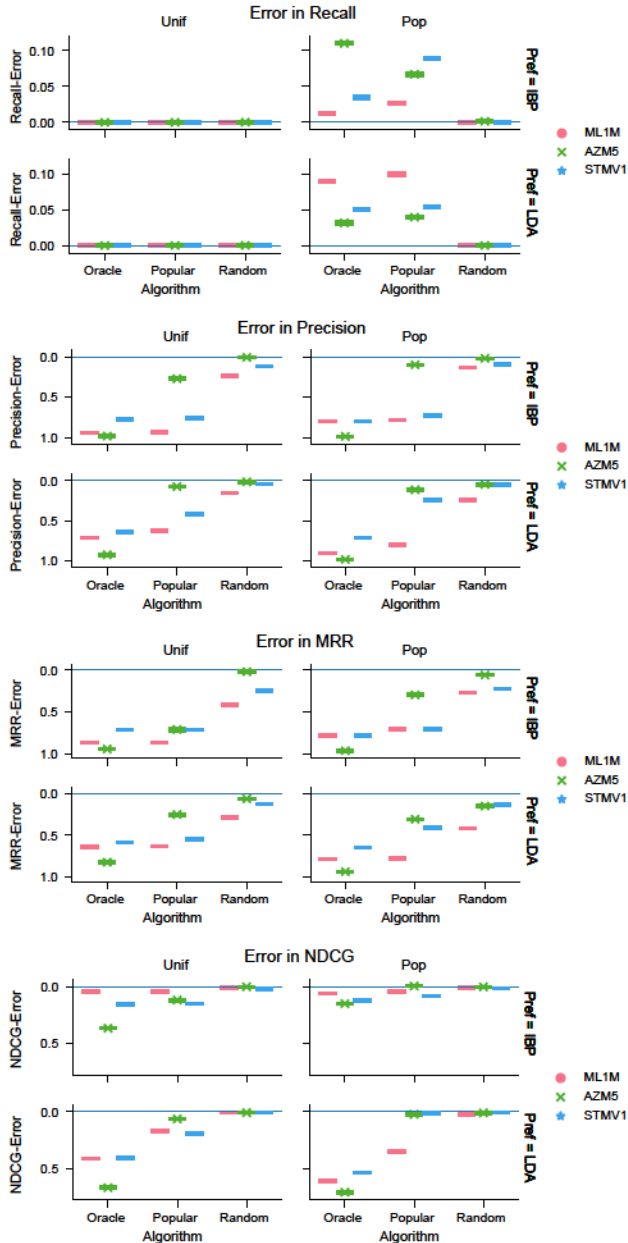 Error in Recall
Unif Pop
Recall-Error
0.10
0.05
0.00
Pref = IBP
Recall-Error
0.10
0.05
0.00
Pref = LDA
Oracle Popular Random Oracle Popular Random
Algorithm Algorithm
ML1M
AZM5
STMV1
Error in Precision
Unif Pop
Precision-Error
0.0
0.5
1.0
Pref = IBP
Precision-Error
0.0
0.5
1.0
Pref = LDA
Oracle Popular Random Oracle Popular Random
Algorithm Algorithm
ML1M
AZM5
STMV1
Error in MRR
Unif Pop
MRR-Error
0.0
0.5
1.0
Pref = IBP
MRR-Error
0.0
0.5
1.0
Pref = LDA
Oracle Popular Random Oracle Popular Random
Algorithm Algorithm
ML1M
AZM5
STMV1
Error in NDCG
Unif Pop
NDCG-Error
0.0
0.5
Pref = IBP
NDCG-Error
0.0
0.5
Pref = LDA
Oracle Popular Random Oracle Popular Random
Algorithm Algorithm
ML1M
AZM5
STMV1